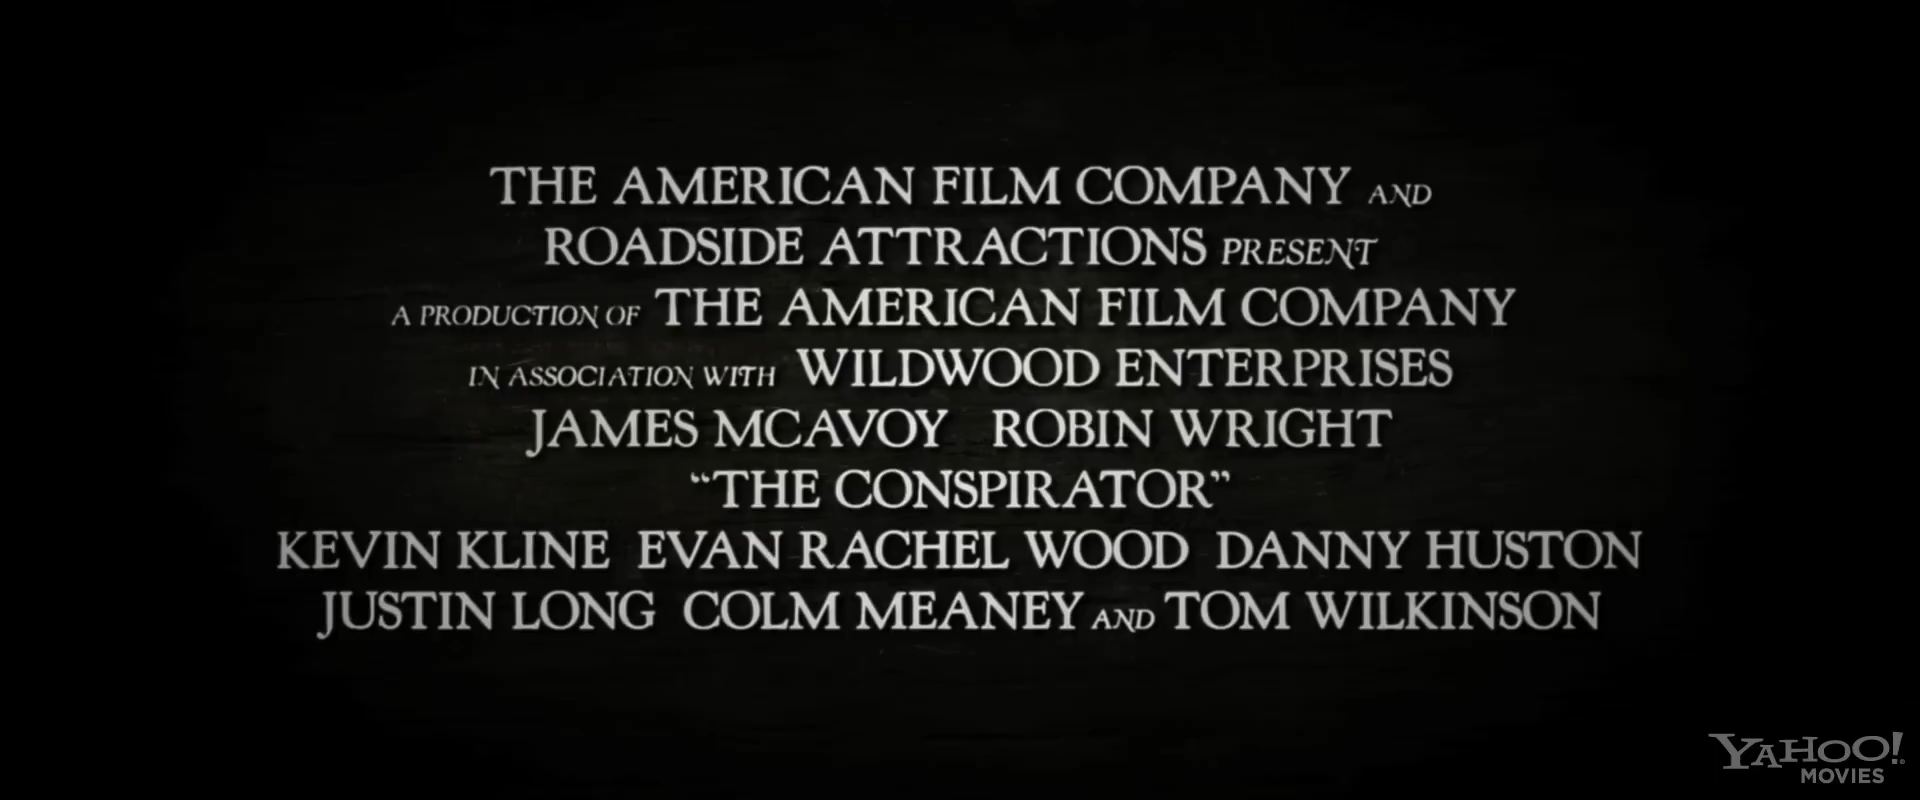 THE AMERICAN FILM COMPANY AND
ROADSIDE ATTRACTIONS PRESENT
A PRODUCTION OF THE AMERICAN FILM COMPANY
IN ASSOCIATION WITH WILDWOOD ENTERPRISES
JAMES MCAVOY ROBIN WRIGHT
“THE CONSPIRATOR”
KEVIN KLINE EVAN RACHEL WOOD DANNY HUSTON
JUSTIN LONG COLM MEANEY AND TOM WILKINSON
YAHOO!®
MOVIES